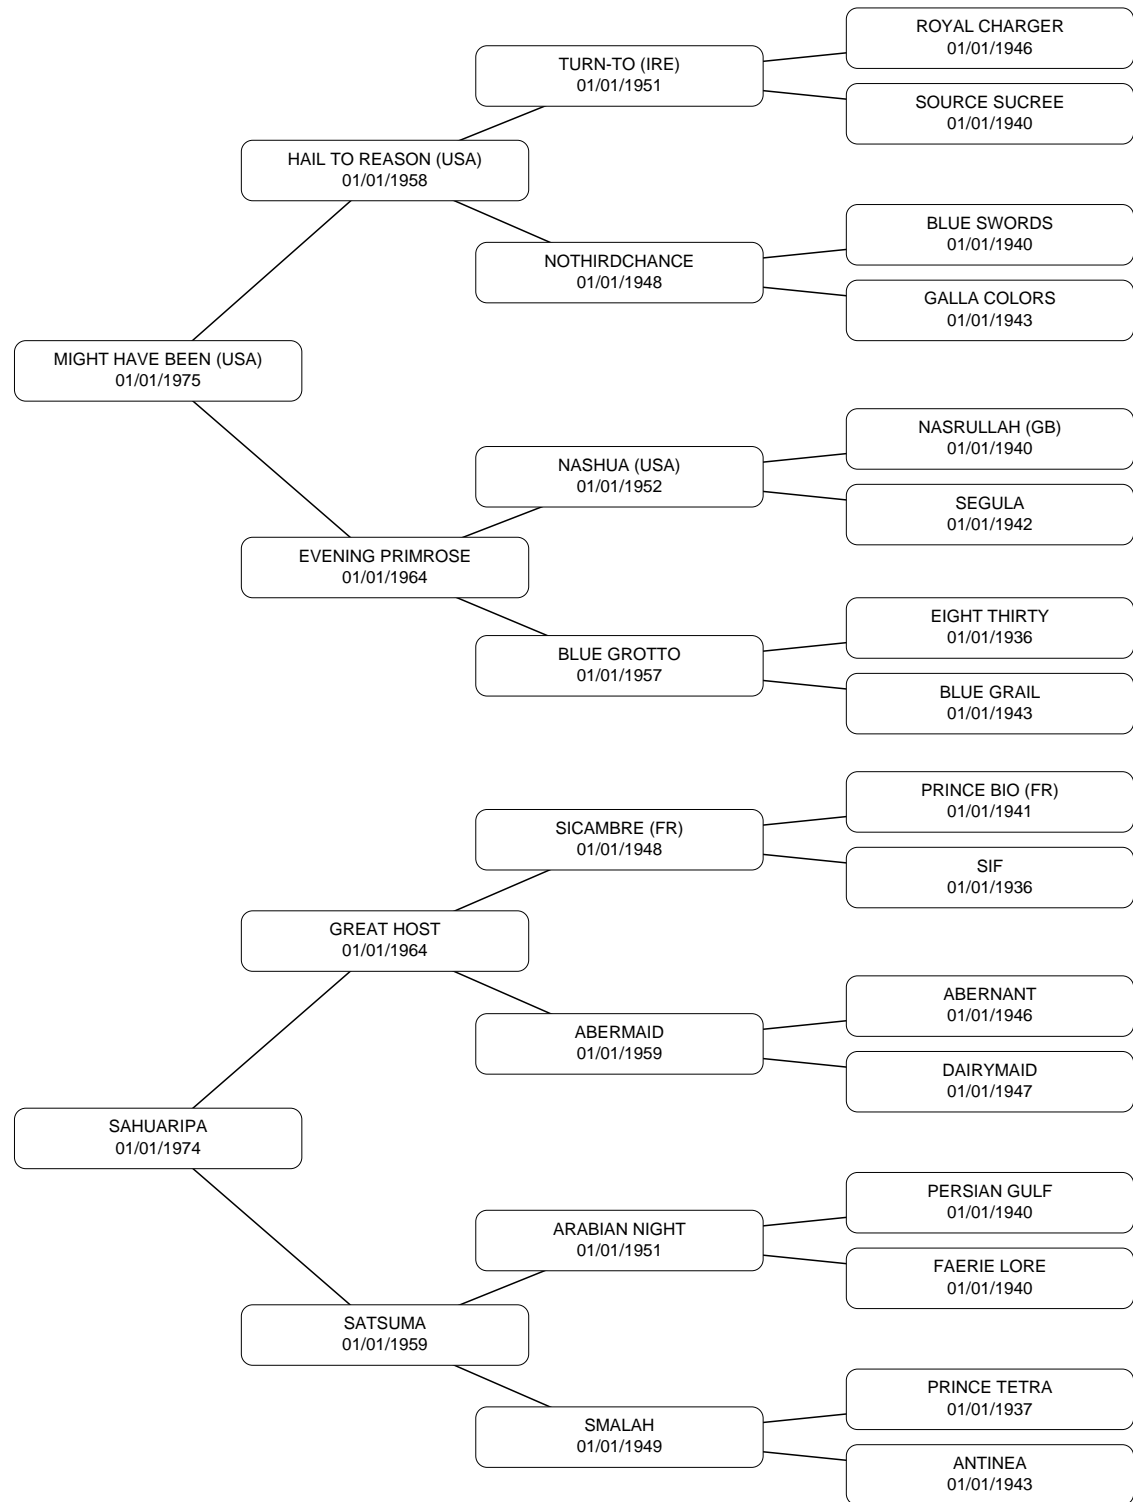 ROYAL CHARGER
01/01/1946
TURN-TO (IRE)
01/01/1951
SOURCE SUCREE
01/01/1940
HAIL TO REASON (USA)
01/01/1958
BLUE SWORDS
01/01/1940
NOTHIRDCHANCE
01/01/1948
GALLA COLORS
01/01/1943
MIGHT HAVE BEEN (USA)
01/01/1975
NASRULLAH (GB)
01/01/1940
NASHUA (USA)
01/01/1952
SEGULA
01/01/1942
EVENING PRIMROSE
01/01/1964
EIGHT THIRTY
01/01/1936
BLUE GROTTO
01/01/1957
BLUE GRAIL
01/01/1943
PRINCE BIO (FR)
01/01/1941
SICAMBRE (FR)
01/01/1948
SIF
01/01/1936
GREAT HOST
01/01/1964
ABERNANT
01/01/1946
ABERMAID
01/01/1959
DAIRYMAID
01/01/1947
SAHUARIPA
01/01/1974
PERSIAN GULF
01/01/1940
ARABIAN NIGHT
01/01/1951
FAERIE LORE
01/01/1940
SATSUMA
01/01/1959
PRINCE TETRA
01/01/1937
SMALAH
01/01/1949
ANTINEA
01/01/1943